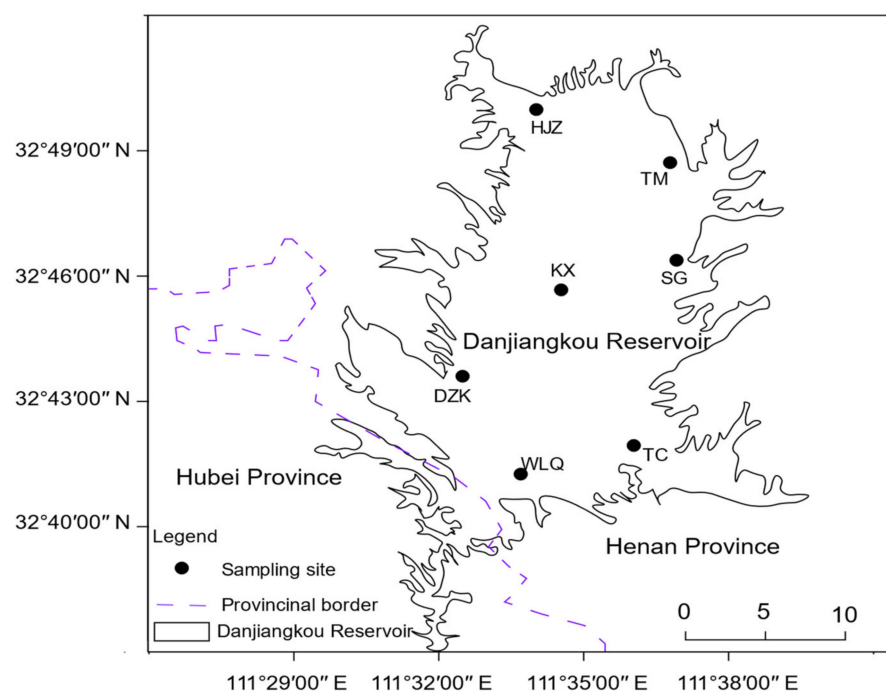 HJZ
32°49′00″ N
TM
32°46′00″ N
KX
SG
Danjiangkou Reservoir
32°43′00″ N
DZK
TC
WLQ
Hubei Province
32°40′00″ N
Henan Province
Legend
Sampling site
Provincinal border
Danjiangkou Reservoir
0 5 10
111°29′00″ E 111°32′00″ E 111°35′00″ E 111°38′00″ E